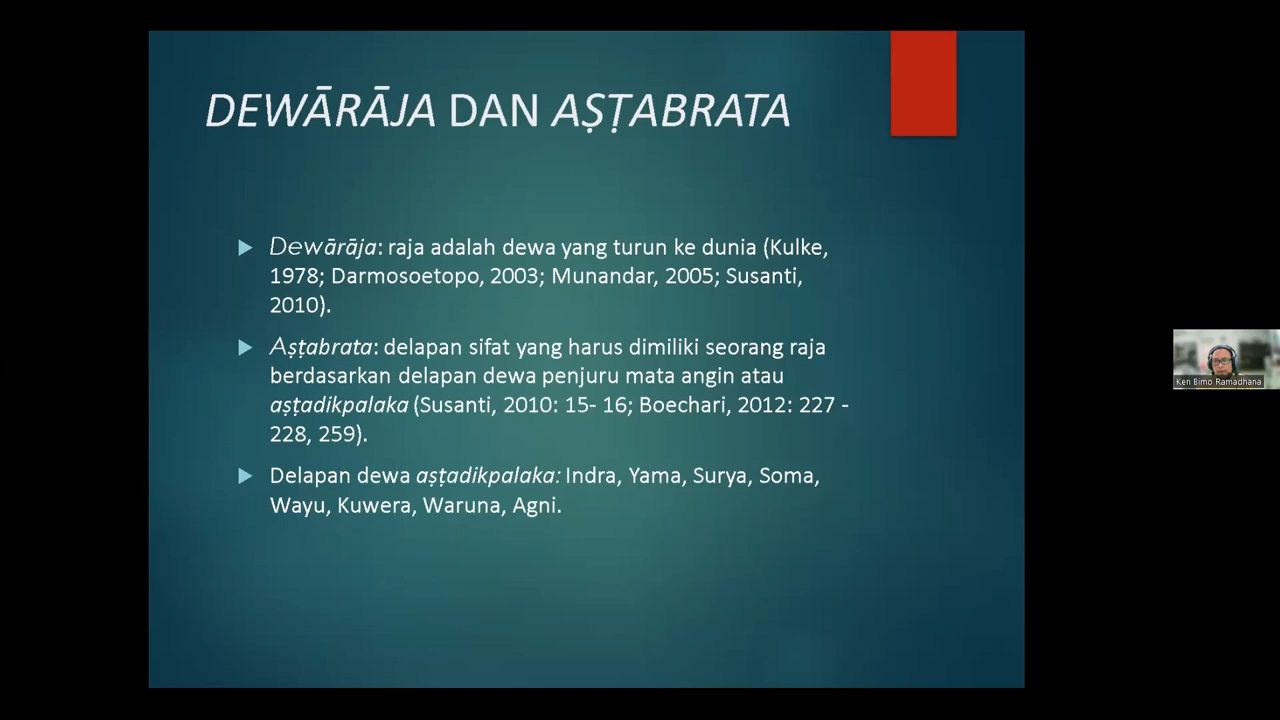 DEWĀRĀJA DAN AṢṬABRATA
Dewārāja: raja adalah dewa yang turun ke dunia (Kulke,
1978; Darmosoetopo, 2003; Munandar, 2005; Susanti,
2010).
Aṣṭabrata: delapan sifat yang harus dimiliki seorang raja
berdasarkan delapan dewa penjuru mata angin atau
aṣṭadikpalaka (Susanti, 2010: 15- 16; Boechari, 2012: 227 -
228, 259).
Delapan dewa aṣṭadikpalaka: Indra, Yama, Surya, Soma,
Wayu, Kuwera, Waruna, Agni.
Ken Bimo Ramadhana